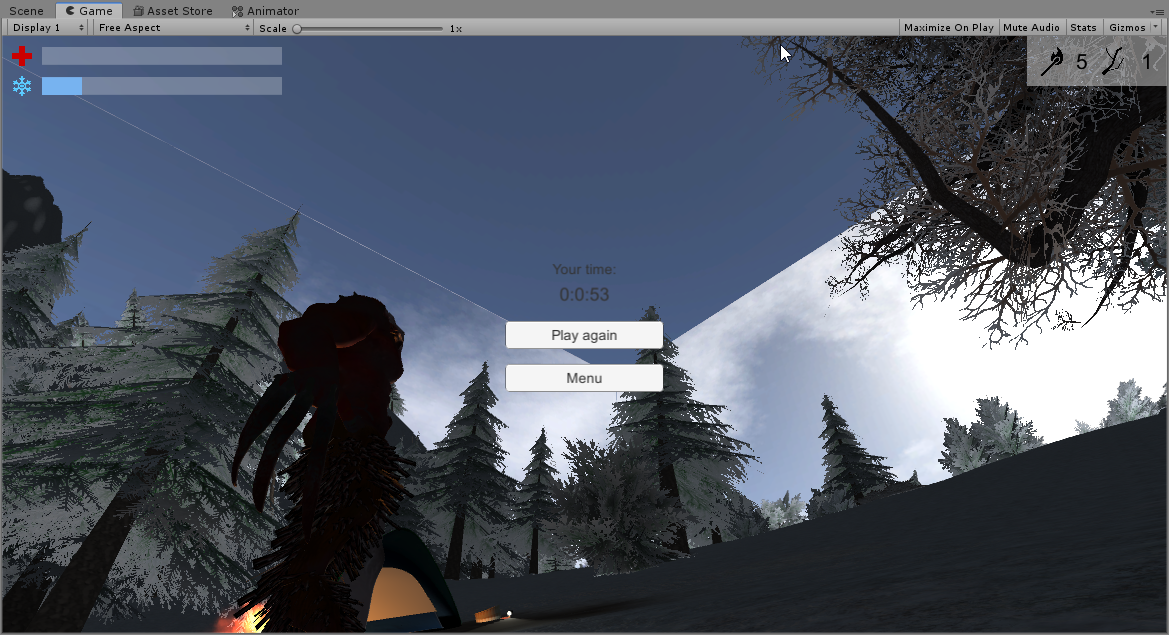 Scene Game Asset Store Animator
Display 1 Free Aspect Scale 1x Maximize On Play Mute Audio Stats Gizmos
5 1
Your time:
0:0:53
Play again
Menu